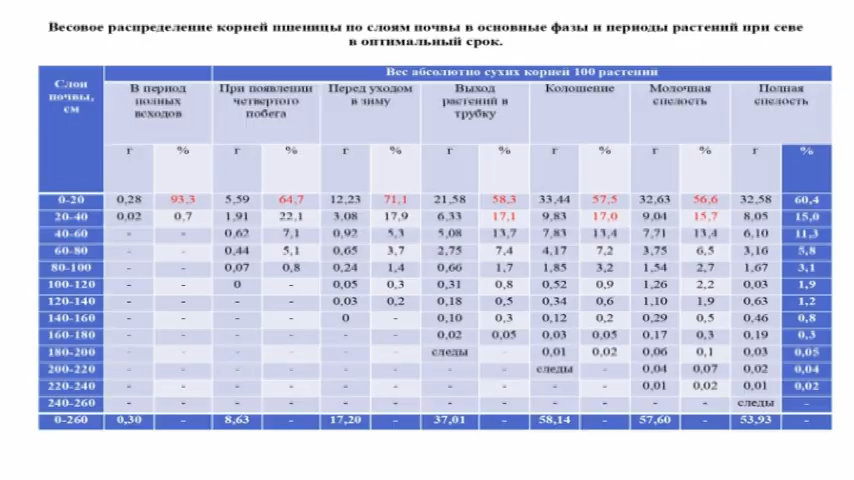 Весовое распределение корней пшеницы по слоям почвы в основные фазы и периоды растений при севе
в оптимальный срок.
Слои почвы, см Вес абсолютно сухих корней 100 растений
В период полных всходов При появлении четвертого побега Перед уходом в зиму Выход растений в трубку Колошение Молочная спелость Полная спелость
г % г % г % г % г % г % г %
0-20 0,28 93,3 5,59 64,7 12,23 71,1 21,58 58,3 33,44 57,5 32,63 56,6 32,58 60,4
20-40 0,02 0,7 1,91 22,1 3,08 17,9 6,33 17,1 9,83 17,0 9,04 15,7 8,05 15,0
40-60 - - 0,62 7,1 0,92 5,3 5,08 13,7 7,83 13,4 7,71 13,4 6,10 11,3
60-80 - - 0,44 5,1 0,65 3,7 2,75 7,4 4,17 7,2 3,75 6,5 3,16 5,8
80-100 - - 0,07 0,8 0,24 1,4 0,66 1,7 1,85 3,2 1,54 2,7 1,67 3,1
100-120 - - 0 - 0,05 0,3 0,31 0,8 0,52 0,9 1,26 2,2 0,03 1,9
120-140 - - - - 0,03 0,2 0,18 0,5 0,34 0,6 1,10 1,9 0,63 1,2
140-160 - - - - 0 - 0,10 0,3 0,12 0,2 0,29 0,5 0,46 0,8
160-180 - - - - - - 0,02 0,05 0,03 0,05 0,17 0,3 0,19 0,3
180-200 - - - - - - следы - 0,01 0,02 0,06 0,1 0,03 0,05
200-220 - - - - - - - - следы - 0,04 0,07 0,02 0,04
220-240 - - - - - - - - - - 0,01 0,02 0,01 0,02
240-260 - - - - - - - - - - - - следы -
0-260 0,30 - 8,63 - 17,20 - 37,01 - 58,14 - 57,60 - 53,93 -